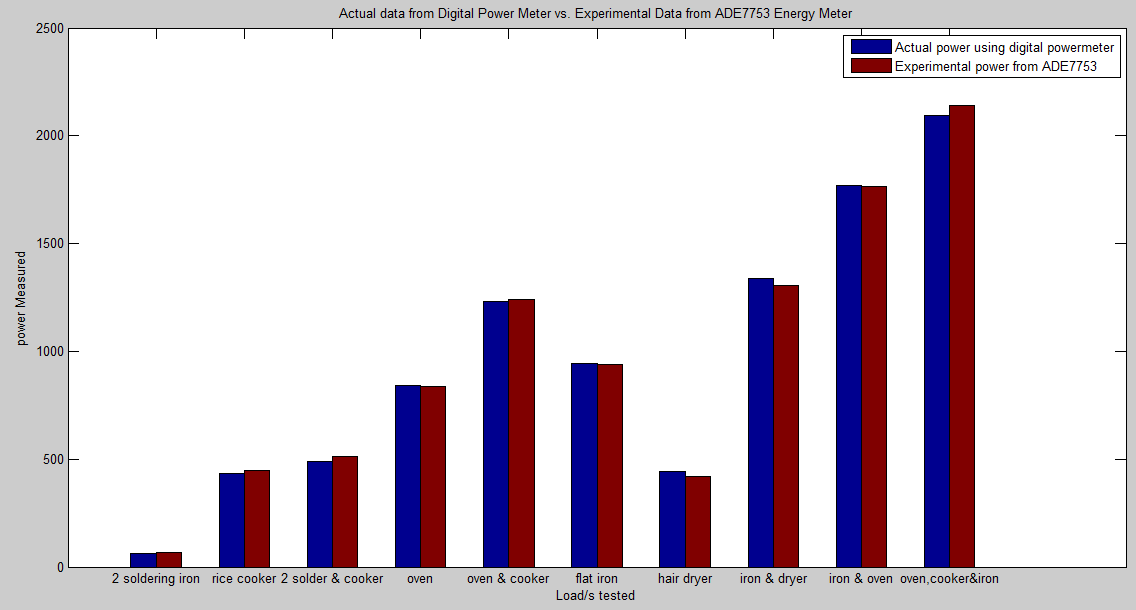 Actual data from Digital Power Meter vs. Experimental Data from ADE7753 Energy Meter
Actual power using digital powermeter
Experimental power from ADE7753
2500
2000
1500
1000
500
0
power Measured
2 soldering iron rice cooker 2 solder & cooker oven oven & cooker flat iron hair dryer iron & dryer iron & oven oven,cooker&iron
Load/s tested